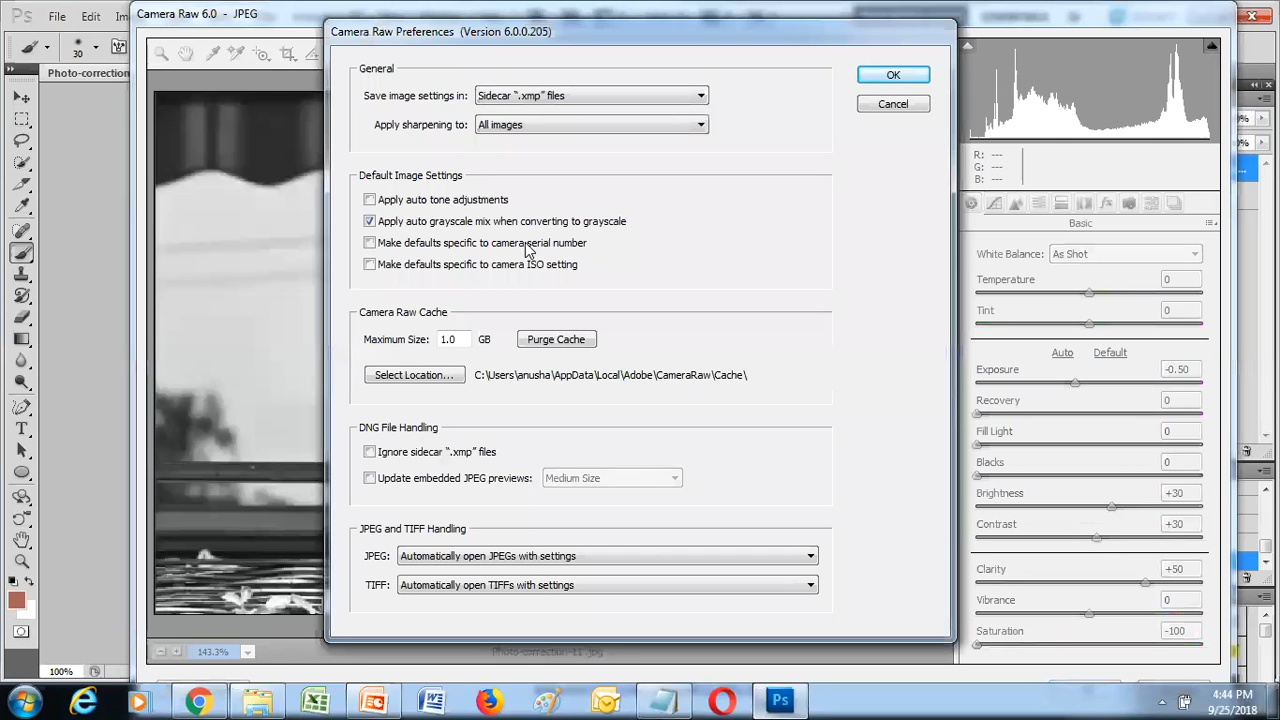 Camera Raw 6.0 - JPEG
Ps File Edit
30
Photo-correction
Camera Raw Preferences (Version 6.0.0.205)
General
Save image settings in: Sidecar ".xmp" files
Apply sharpening to: All images
OK
Cancel
Default Image Settings
Apply auto tone adjustments
Apply auto grayscale mix when converting to grayscale
Make defaults specific to camera serial number
Make defaults specific to camera ISO setting
Camera Raw Cache
Maximum Size: 1.0 GB Purge Cache
Select Location... C:\Users\anusha\AppData\Local\Adobe\CameraRaw\Cache\
DNG File Handling
Ignore sidecar ".xmp" files
Update embedded JPEG previews: Medium Size
JPEG and TIFF Handling
JPEG: Automatically open JPEGs with settings
TIFF: Automatically open TIFFs with settings
R: ---
G: ---
B: ---
Basic
White Balance: As Shot
Temperature 0
Tint 0
Auto Default
Exposure -0.50
Recovery 0
Fill Light 0
Blacks 0
Brightness +30
Contrast +30
Clarity +50
Vibrance 0
Saturation -100
143.3% Photo-correction-11 .jpg
100%
4:44 PM
9/25/2018